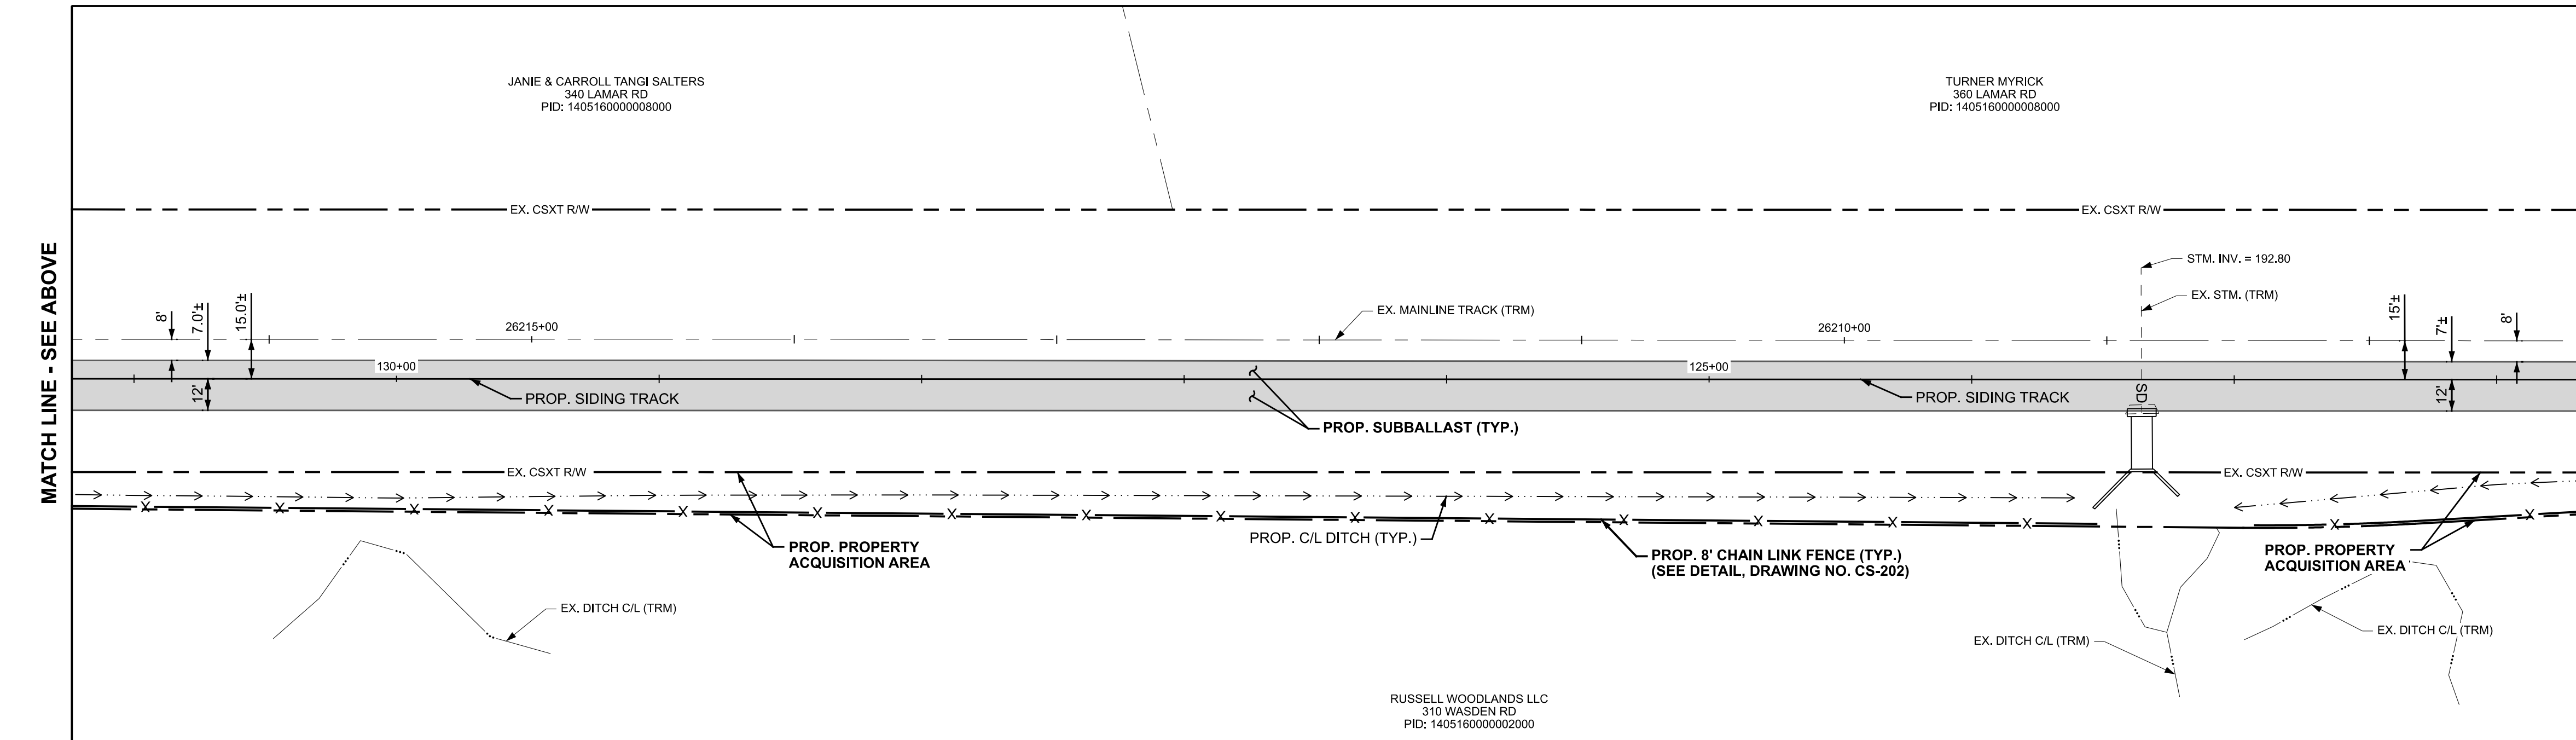 JANIE & CARROLL TANGI SALTERS
340 LAMAR RD
PID: 1405160000008000
TURNER MYRICK
360 LAMAR RD
PID: 1405160000008000
EX. CSXT R/W
EX. CSXT R/W
MATCH LINE - SEE ABOVE
STM. INV. = 192.80
EX. STM. (TRM)
8'
7.0'±
15.0'±
26215+00
EX. MAINLINE TRACK (TRM)
26210+00
15'±
7'±
8'
130+00
125+00
12'
PROP. SIDING TRACK
PROP. SIDING TRACK
SD
12'
PROP. SUBBALLAST (TYP.)
EX. CSXT R/W
EX. CSXT R/W
PROP. C/L DITCH (TYP.)
PROP. PROPERTY
ACQUISITION AREA
PROP. 8' CHAIN LINK FENCE (TYP.)
(SEE DETAIL, DRAWING NO. CS-202)
PROP. PROPERTY
ACQUISITION AREA
EX. DITCH C/L (TRM)
EX. DITCH C/L (TRM)
EX. DITCH C/L (TRM)
RUSSELL WOODLANDS LLC
310 WASDEN RD
PID: 1405160000002000